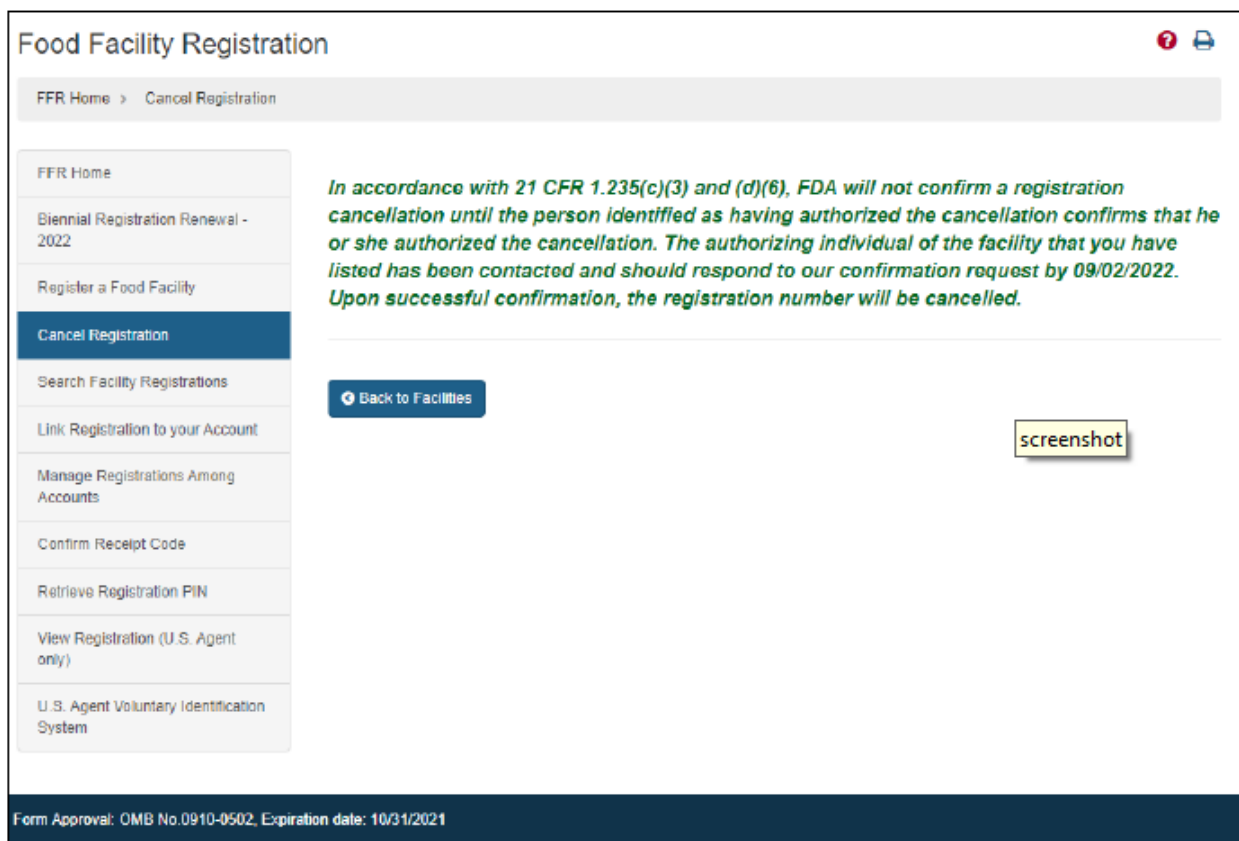 Food Facility Registration
FFR Home > Cancel Registration
FFR Home
Biennial Registration Renewal -
2022
Register a Food Facility
Cancel Registration
Search Facility Registrations
Link Registration to your Account
Manage Registrations Among
Accounts
Confirm Receipt Code
Retrieve Registration PIN
View Registration (U.S. Agent
only)
U.S. Agent Voluntary Identification
System
In accordance with 21 CFR 1.235(c)(3) and (d)(6), FDA will not confirm a registration
cancellation until the person identified as having authorized the cancellation confirms that he
or she authorized the cancellation. The authorizing individual of the facility that you have
listed has been contacted and should respond to our confirmation request by 09/02/2022.
Upon successful confirmation, the registration number will be cancelled.
Back to Facilities
screenshot
Form Approval: OMB No.0910-0502, Expiration date: 10/31/2021